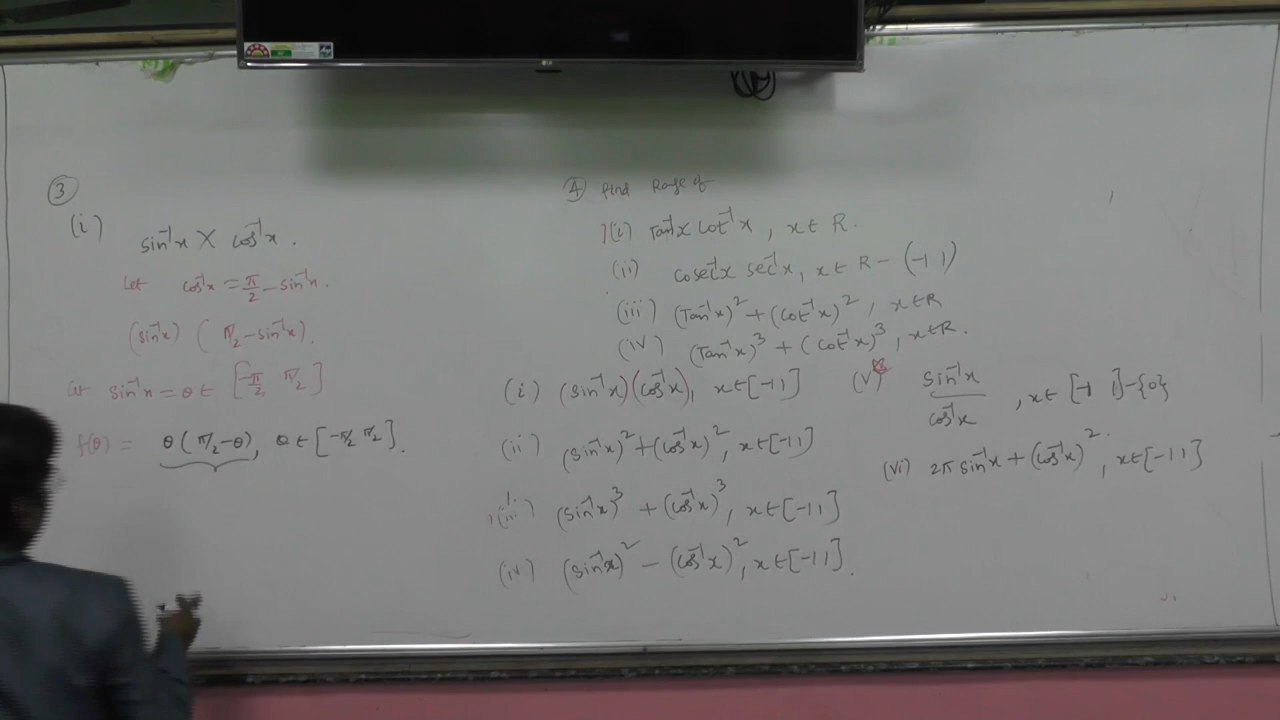 ③
(i) sin⁻¹x × cos⁻¹x .
Let cos⁻¹x = π/2 - sin⁻¹x.
(sin⁻¹x) ( π/2 - sin⁻¹x).
Let sin⁻¹x = θ ∈ [-π/2, π/2]
f(θ) = θ ( π/2 - θ), θ ∈ [-π/2 π/2].
④ find Range of
(i) Tan⁻¹x cot⁻¹x , x ∈ R.
(ii) cosec⁻¹x sec⁻¹x, x ∈ R - (-1 1)
(iii) (Tan⁻¹x)² + (cot⁻¹x)², x ∈ R
(iv) (Tan⁻¹x)³ + (cot⁻¹x)³, x ∈ R.
(i) (sin⁻¹x)(cos⁻¹x), x ∈ [-1 1]
(ii) (sin⁻¹x)² + (cos⁻¹x)², x ∈ [-1 1]
(iii) (sin⁻¹x)³ + (cos⁻¹x)³, x ∈ [-1 1]
(iv) (sin⁻¹x)² - (cos⁻¹x)², x ∈ [-1 1].
(v) sin⁻¹x / cos⁻¹x , x ∈ [-1 1] - {0}
(vi) 2π sin⁻¹x + (cos⁻¹x)², x ∈ [-1 1]
LG